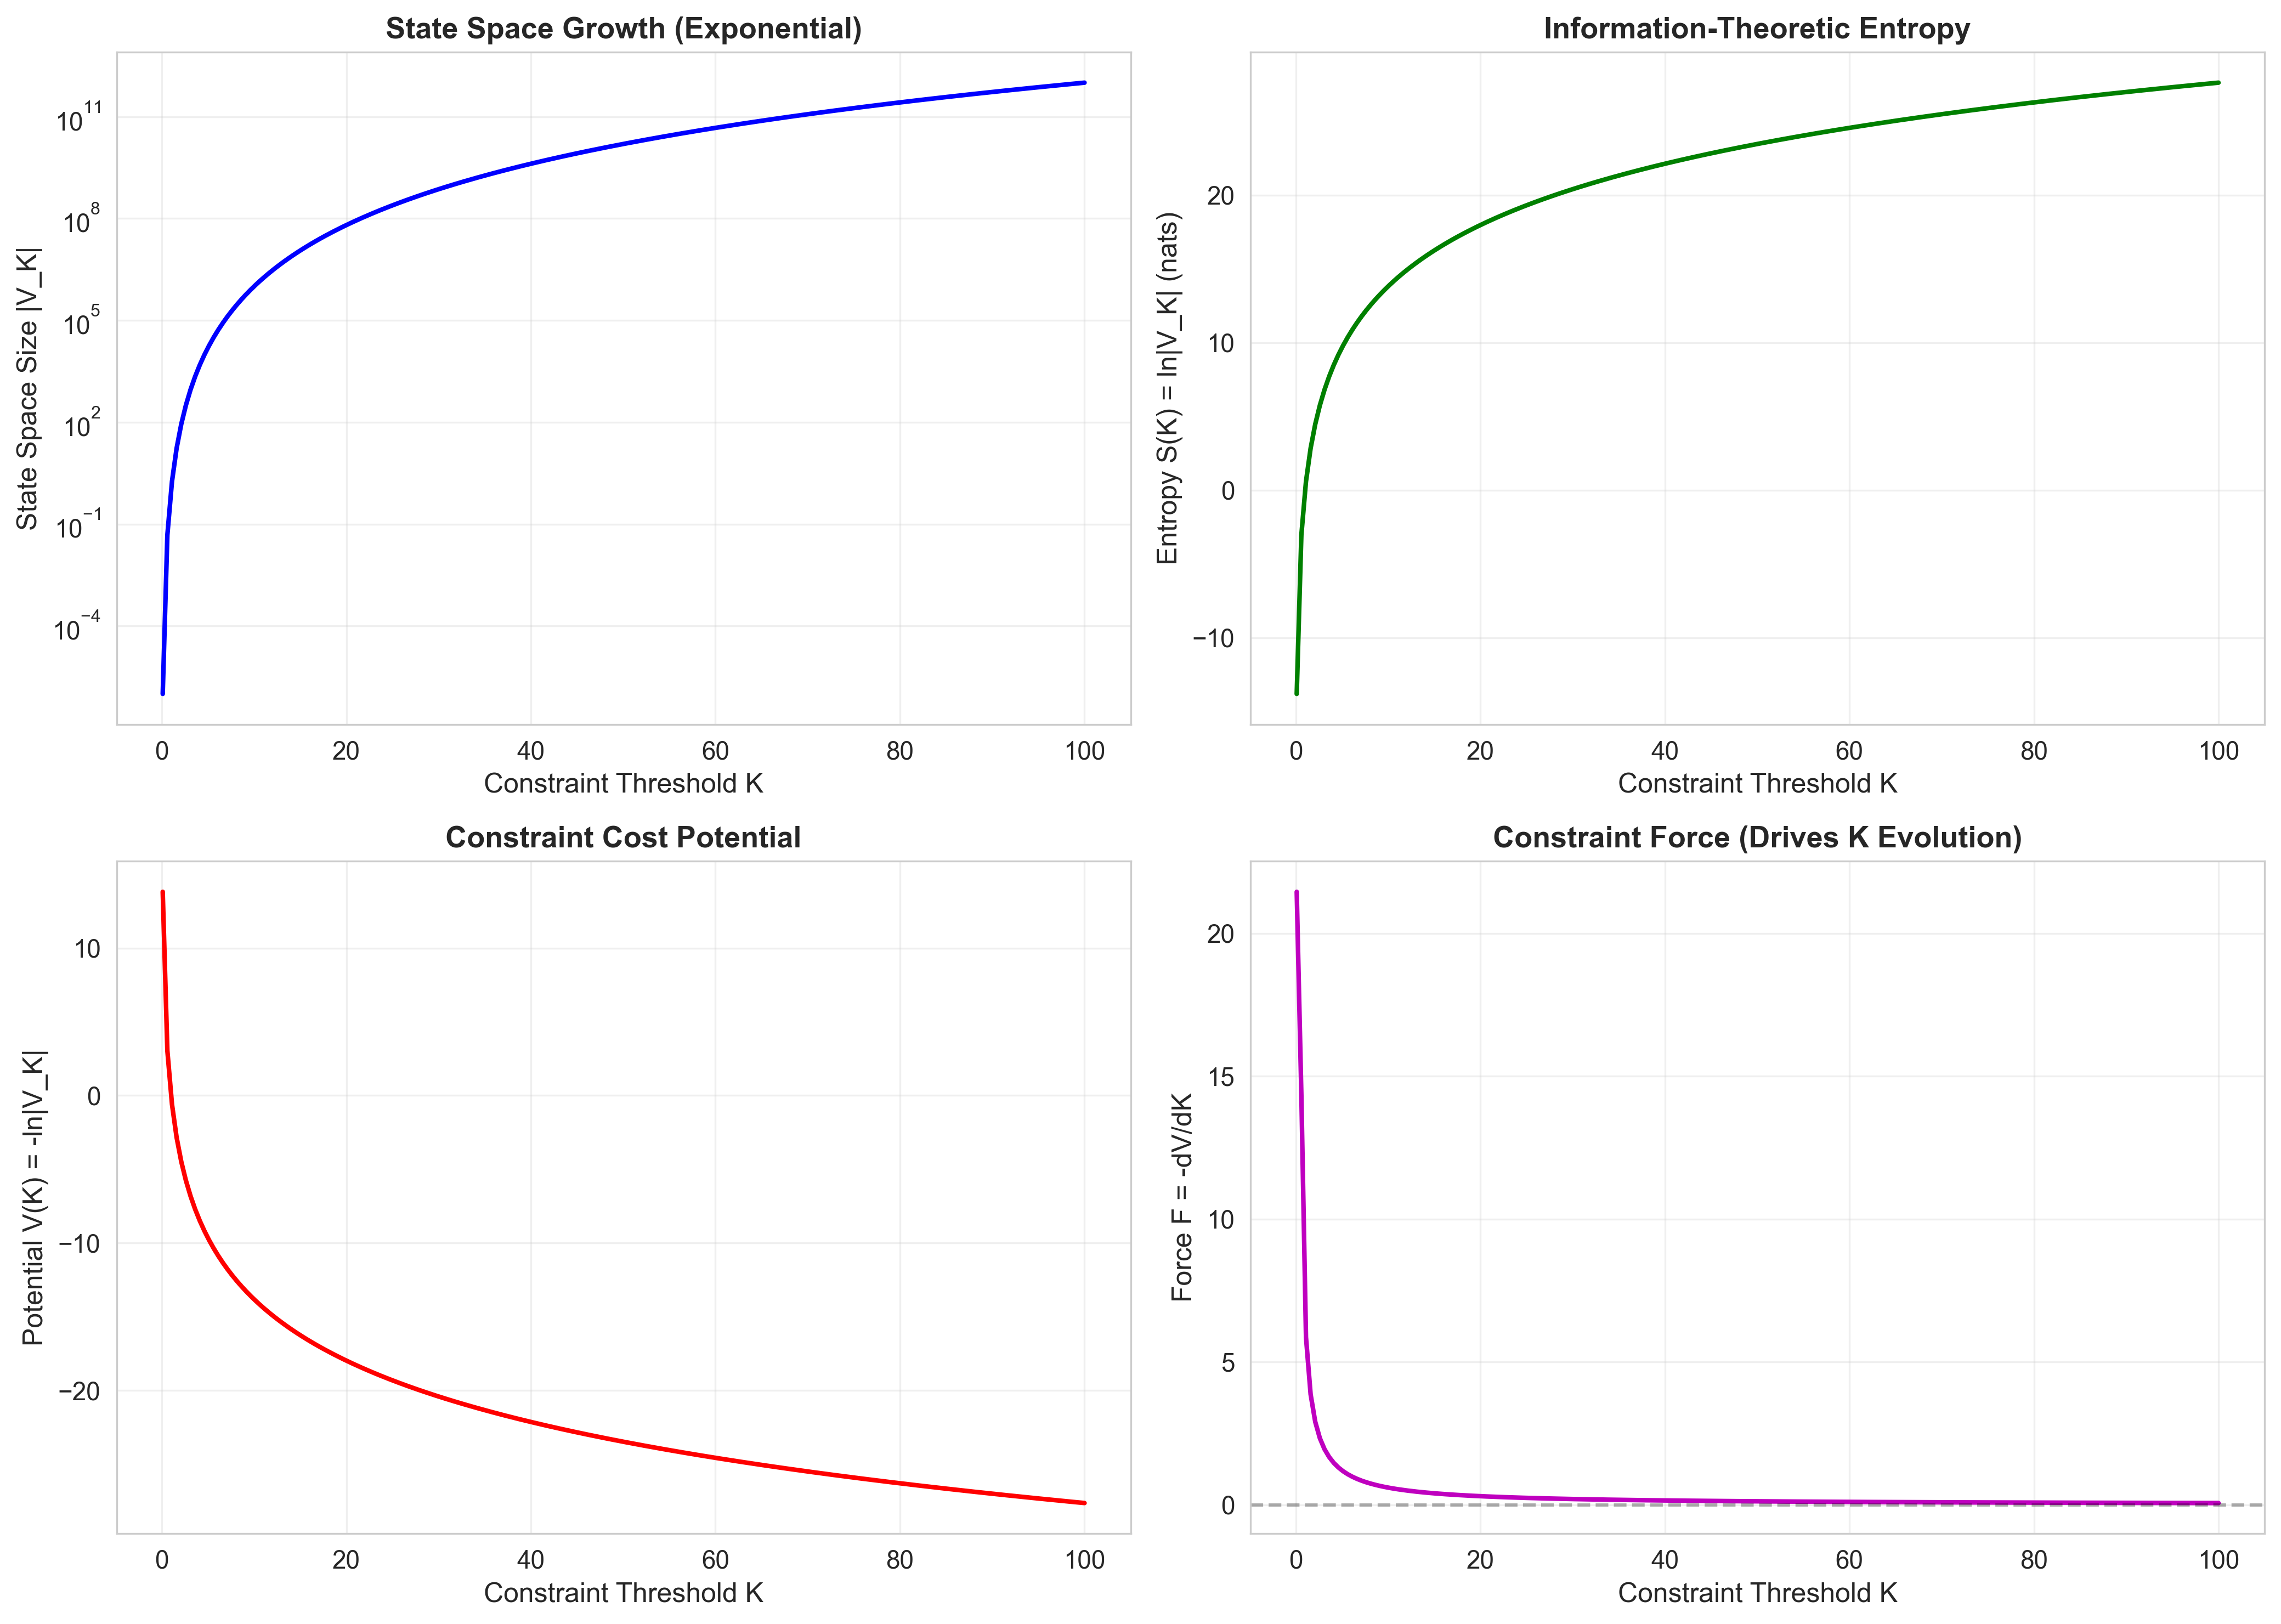 State Space Growth (Exponential)
State Space Size |V_K|
10^11
10^8
10^5
10^2
10^−1
10^−4
0 20 40 60 80 100
Constraint Threshold K
Information-Theoretic Entropy
Entropy S(K) = ln|V_K| (nats)
20
10
0
−10
0 20 40 60 80 100
Constraint Threshold K
Constraint Cost Potential
Potential V(K) = -ln|V_K|
10
0
−10
−20
0 20 40 60 80 100
Constraint Threshold K
Constraint Force (Drives K Evolution)
Force F = -dV/dK
20
15
10
5
0
0 20 40 60 80 100
Constraint Threshold K